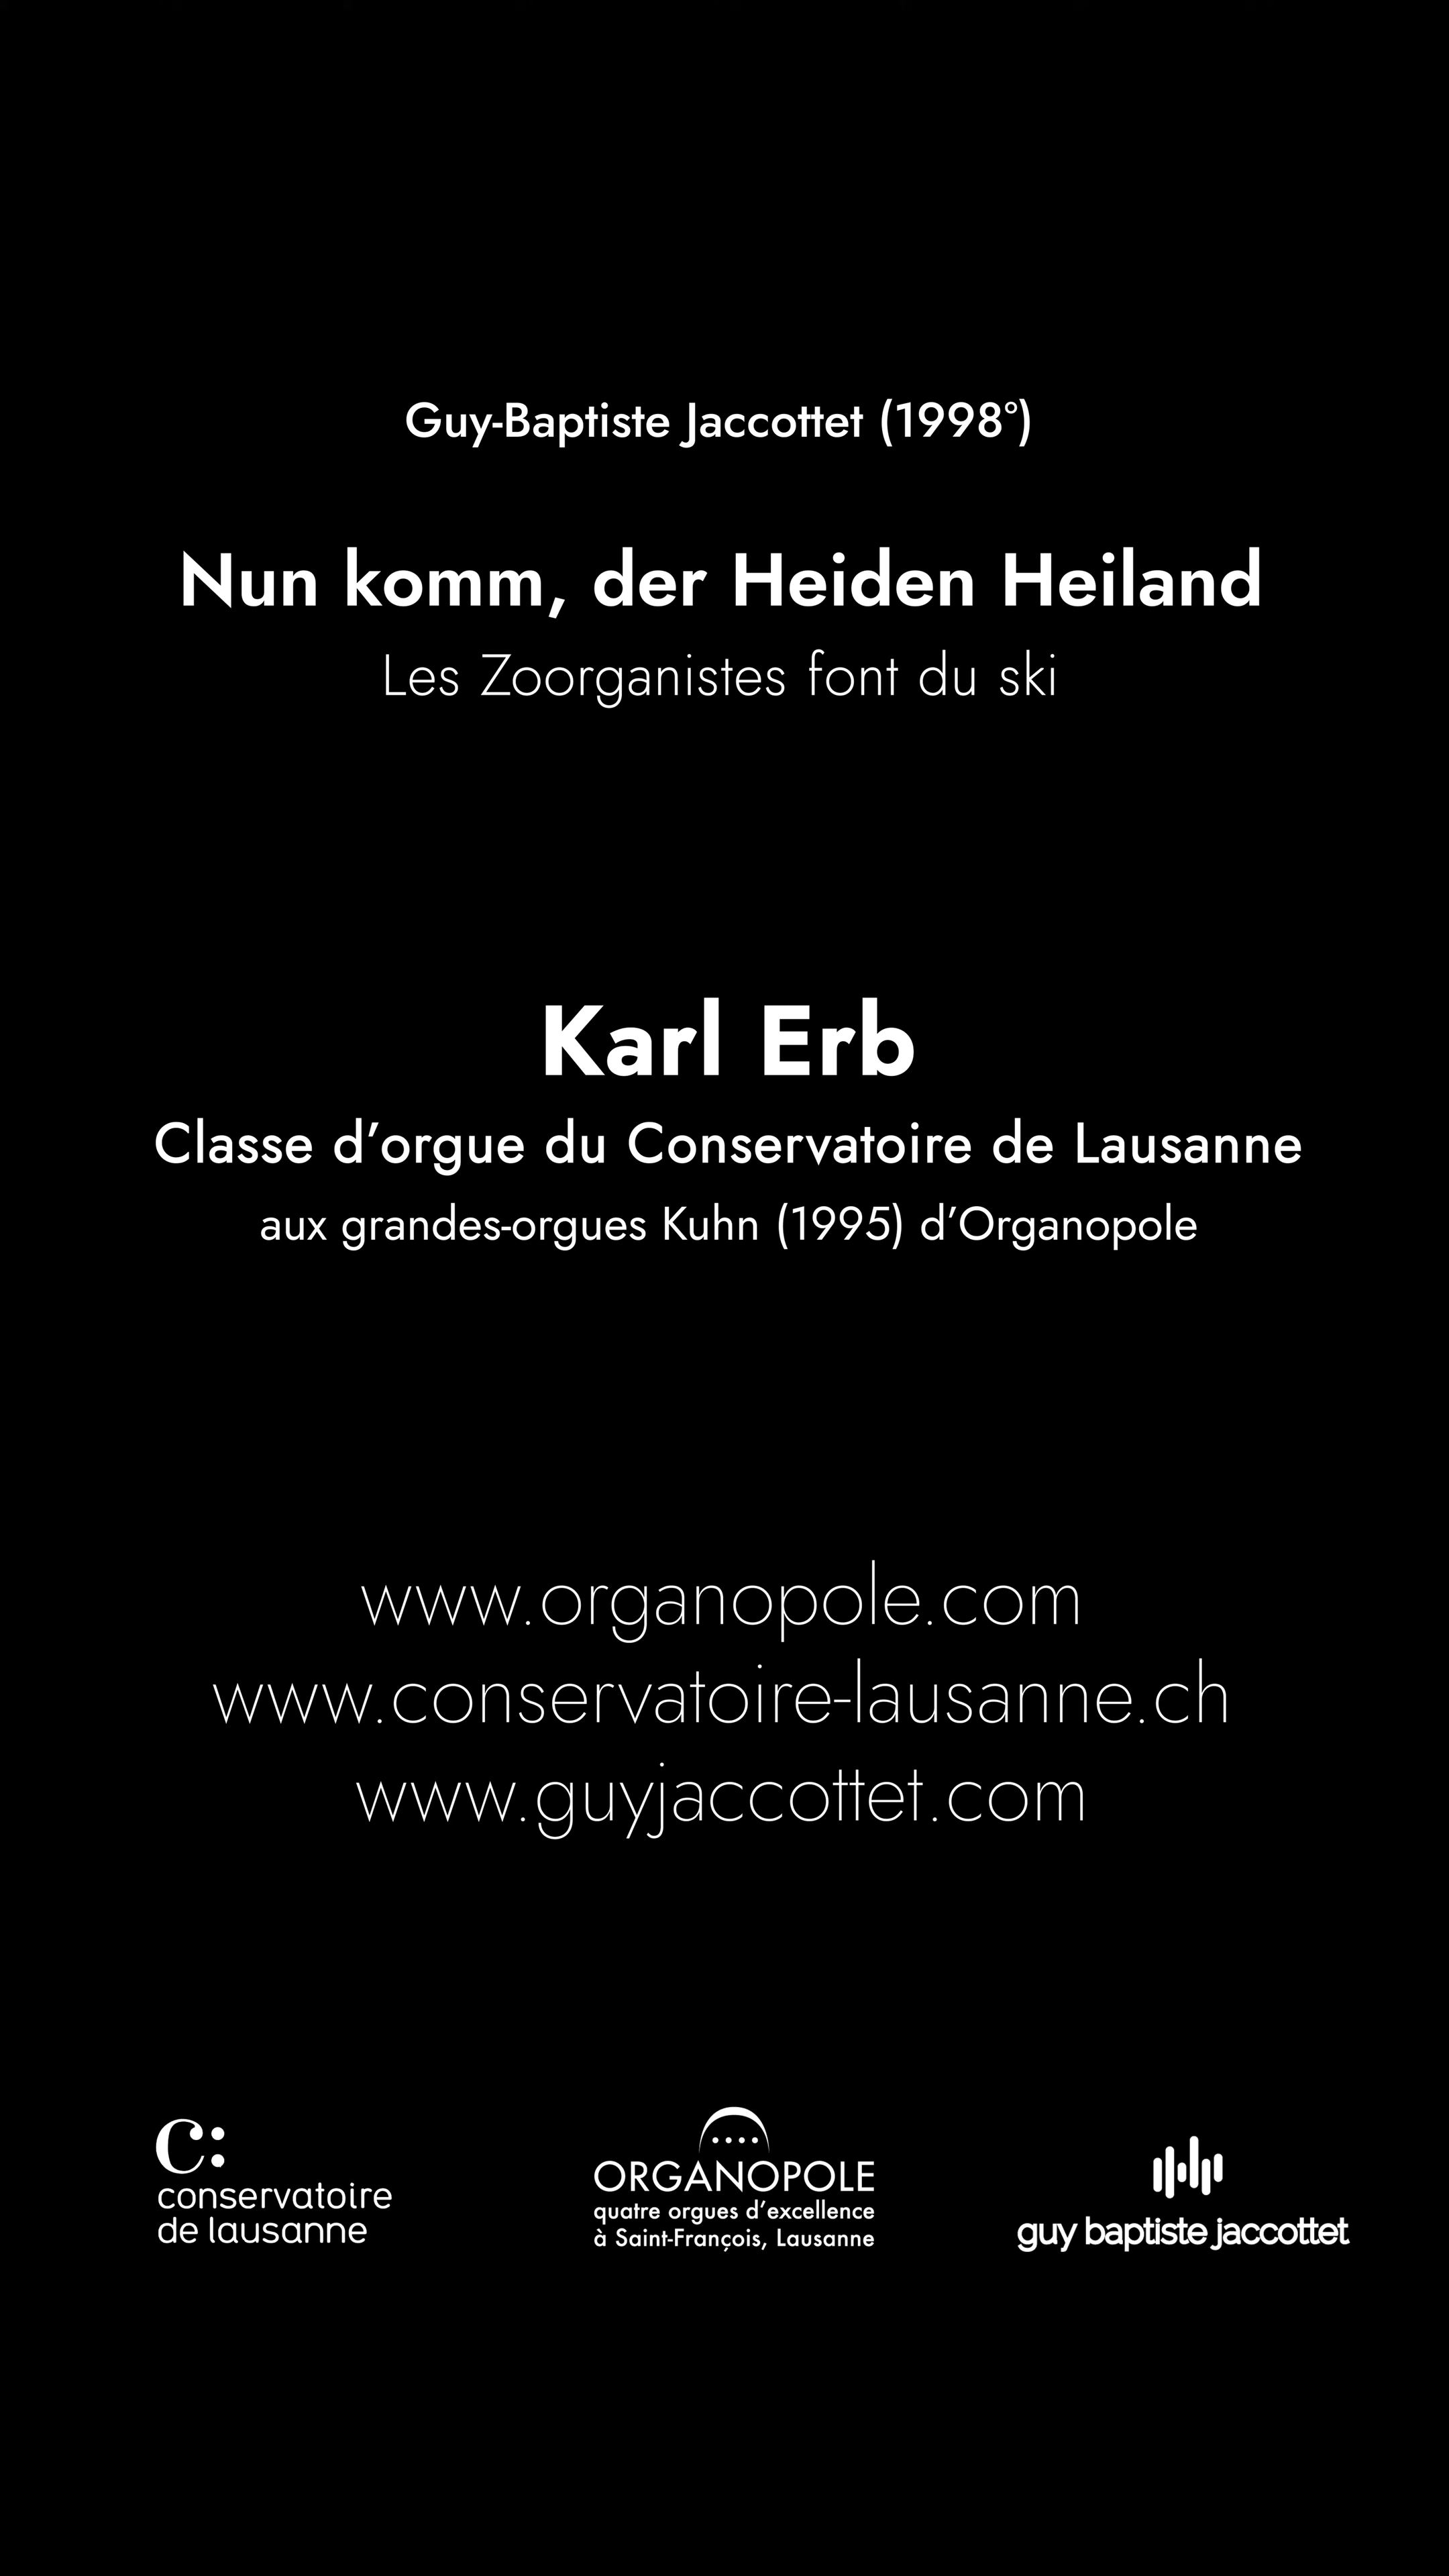 Guy-Baptiste Jaccottet (1998°)
Nun komm, der Heiden Heiland
Les Zoorganistes font du ski
Karl Erb
Classe d’orgue du Conservatoire de Lausanne
aux grandes-orgues Kuhn (1995) d’Organopole
www.organopole.com
www.conservatoire-lausanne.ch
www.guyjaccottet.com
c:
conservatoire
de lausanne
ORGANOPOLE
quatre orgues d’excellence
à Saint-François, Lausanne
guy baptiste jaccottet